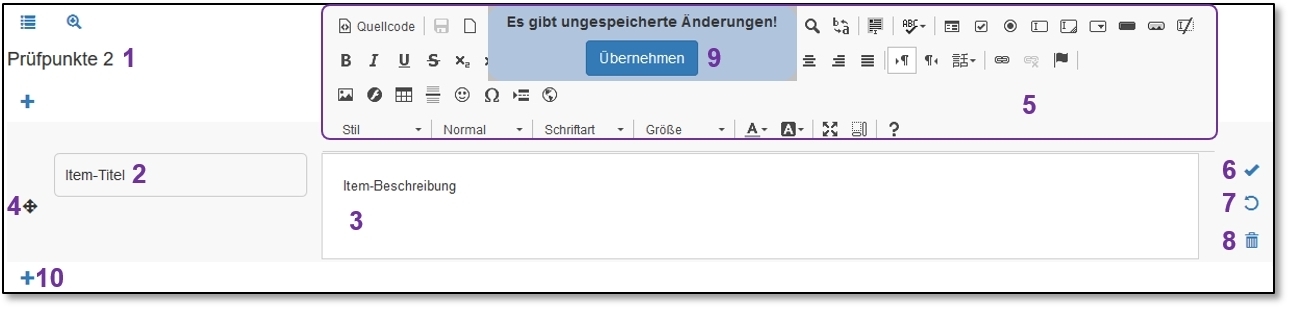 Quellcode
Es gibt ungespeicherte Änderungen!
Übernehmen 9
Prüfpunkte 2 1
B I U S x₂
5
Stil Normal Schriftart Größe A A ?
Item-Titel 2
Item-Beschreibung
3
4
6
7
8
10